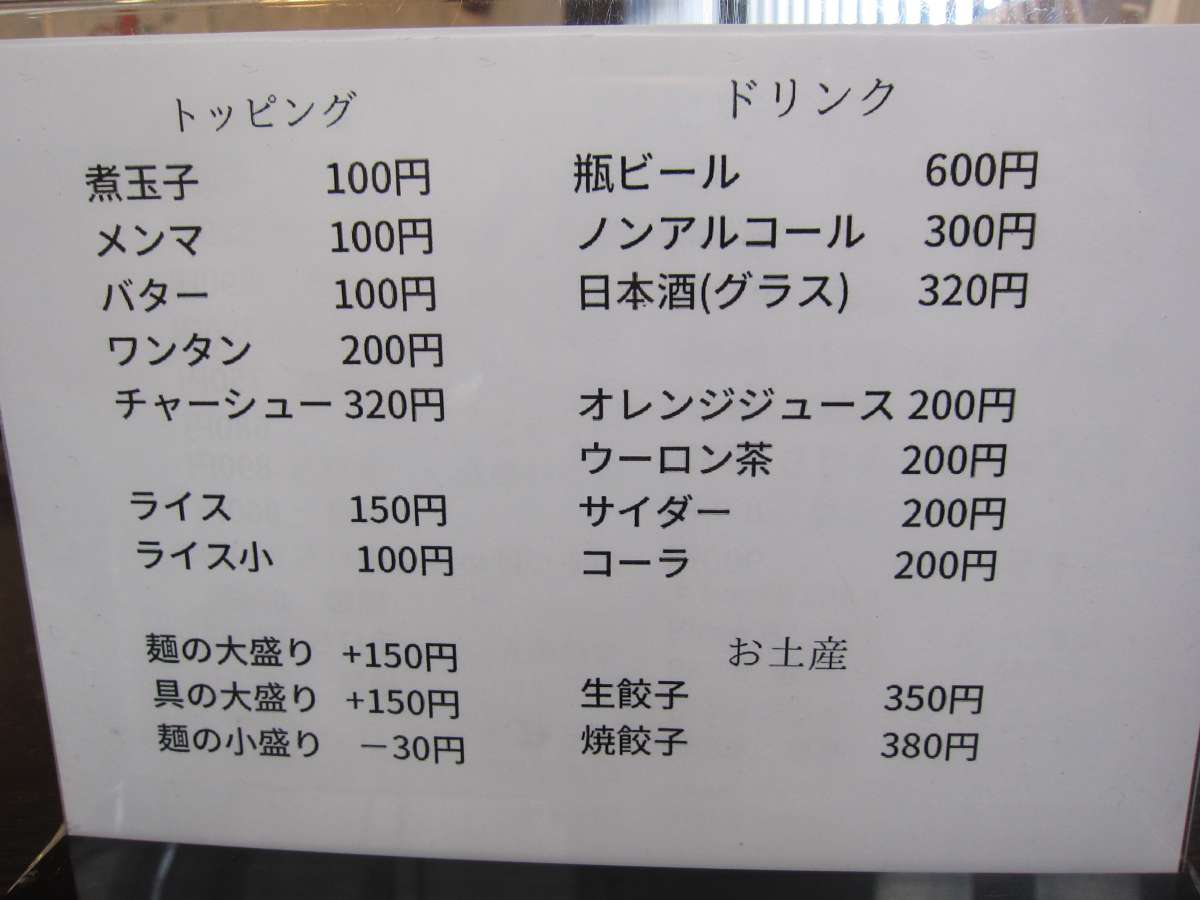 トッピング
煮玉子 100円
メンマ 100円
バター 100円
ワンタン 200円
チャーシュー 320円
ライス 150円
ライス小 100円
麺の大盛り +150円
具の大盛り +150円
麺の小盛り －30円
ドリンク
瓶ビール 600円
ノンアルコール 300円
日本酒(グラス) 320円
オレンジジュース 200円
ウーロン茶 200円
サイダー 200円
コーラ 200円
お土産
生餃子 350円
焼餃子 380円